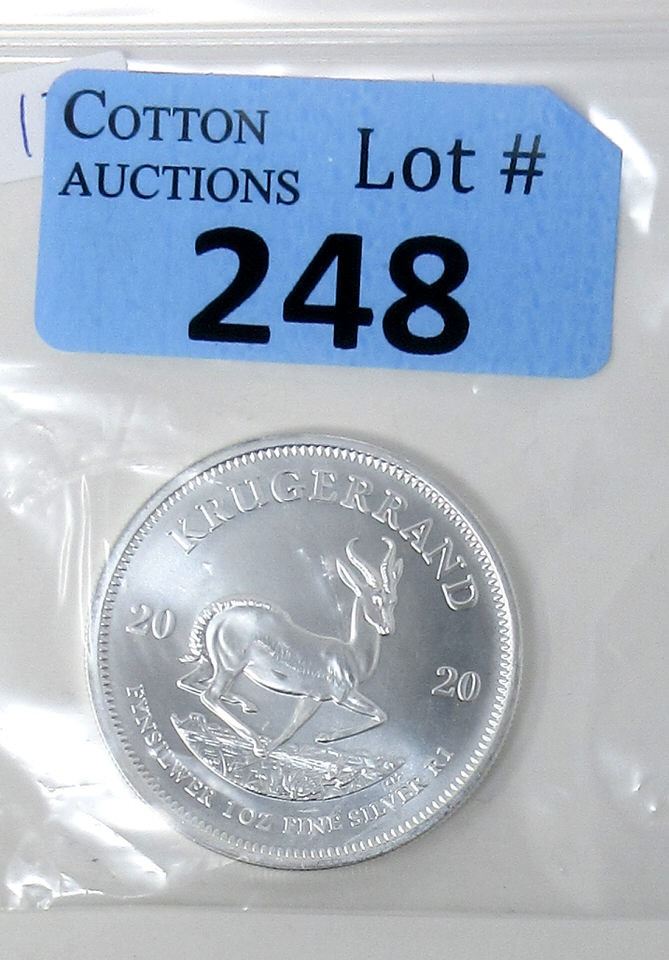 COTTON
AUCTIONS
Lot #
248
KRUGERRAND
20 20
FYNSILWER 1 OZ FINE SILVER R1